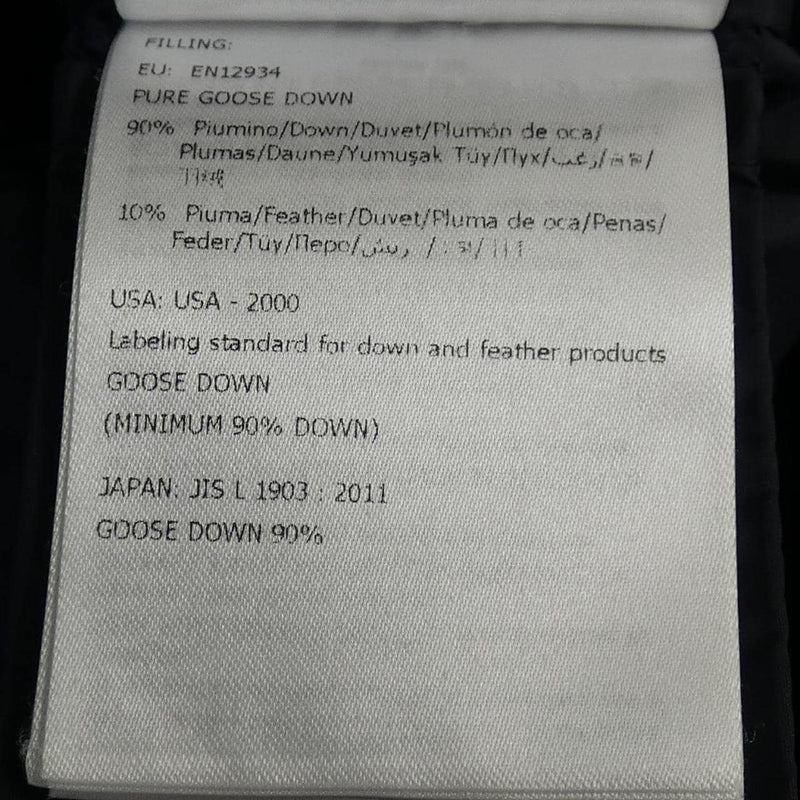 FILLING:
EU: EN12934
PURE GOOSE DOWN
90% Piumino/Down/Duvet/Plumón de oca/
Plumas/Daune/Yumuşak Tüy/Пух/زغب/
10% Piuma/Feather/Duvet/Pluma de oca/Penas/
Feder/Tüy/Перо/ريش/
USA: USA - 2000
Labeling standard for down and feather products
GOOSE DOWN
(MINIMUM 90% DOWN)
JAPAN: JIS L 1903 : 2011
GOOSE DOWN 90%